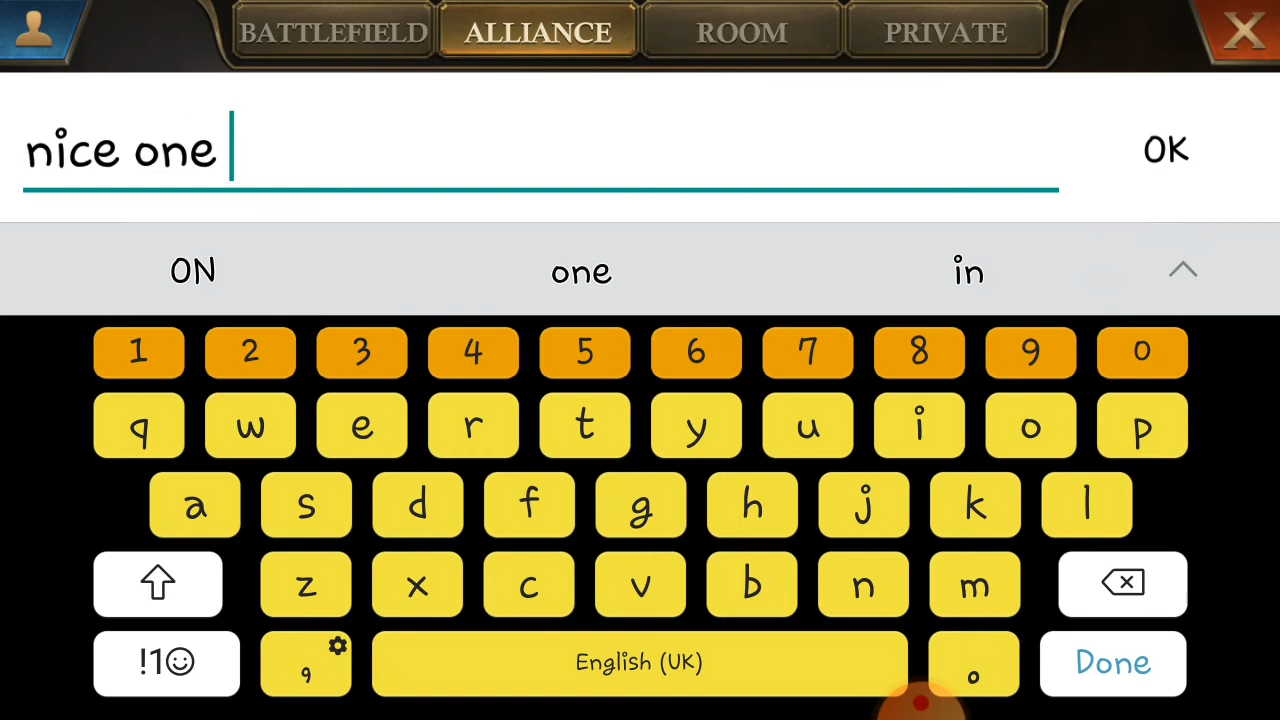 BATTLEFIELD ALLIANCE ROOM PRIVATE X
nice one OK
ON one in
1 2 3 4 5 6 7 8 9 0
q w e r t y u i o p
a s d f g h j k l
z x c v b n m
!1☺ , English (UK) . Done